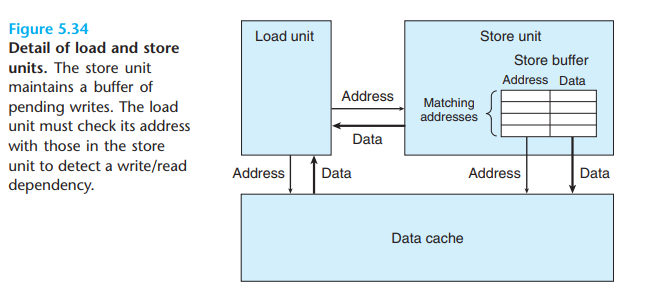 Figure 5.34
Detail of load and store
units. The store unit
maintains a buffer of
pending writes. The load
unit must check its address
with those in the store
unit to detect a write/read
dependency.
Load unit
Store unit
Store buffer
Address Data
Matching
addresses
Address
Data
Address
Data
Address
Data
Data cache